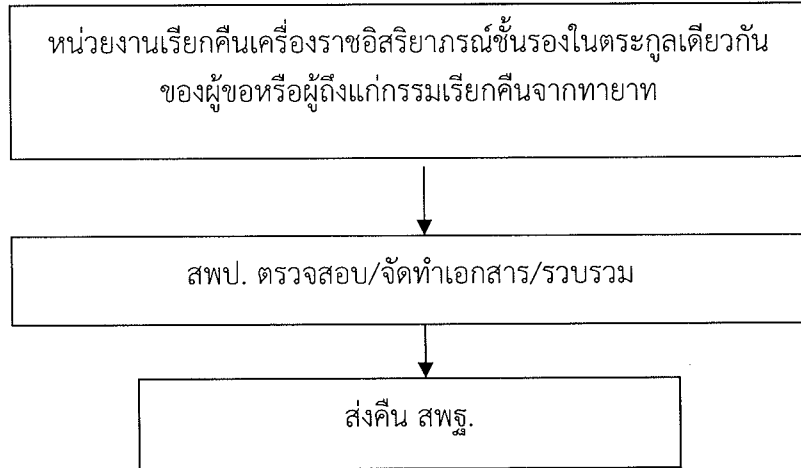 หน่วยงานเรียกคืนเครื่องราชอิสริยาภรณ์ชั้นรองในตระกูลเดียวกัน
ของผู้ขอหรือผู้ถึงแก่กรรมเรียกคืนจากทายาท
สพป. ตรวจสอบ/จัดทำเอกสาร/รวบรวม
ส่งคืน สพฐ.